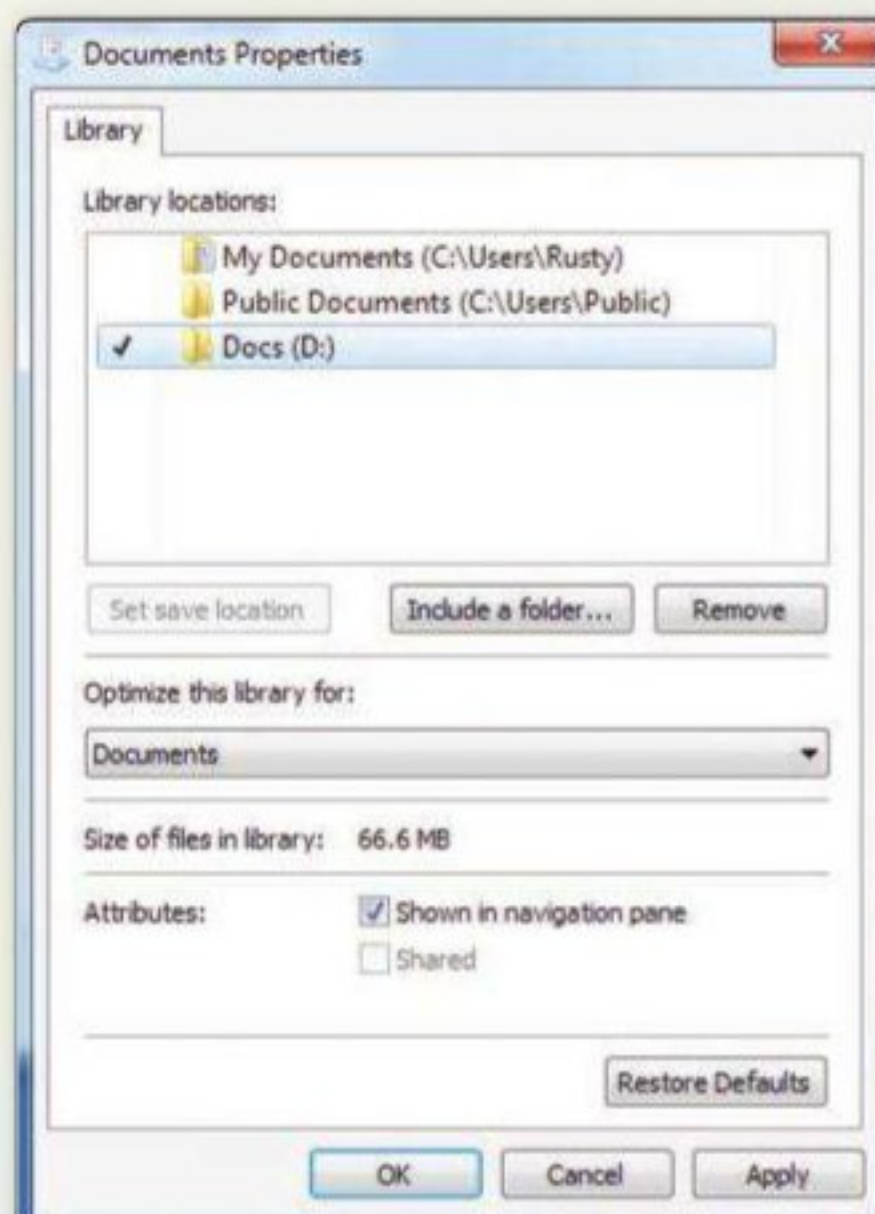 Documents Properties
Library
Library locations:
My Documents (C:\Users\Rusty)
Public Documents (C:\Users\Public)
Docs (D:)
Set save location Include a folder... Remove
Optimize this library for:
Documents
Size of files in library: 66.6 MB
Attributes: Shown in navigation pane
Shared
Restore Defaults
OK Cancel Apply